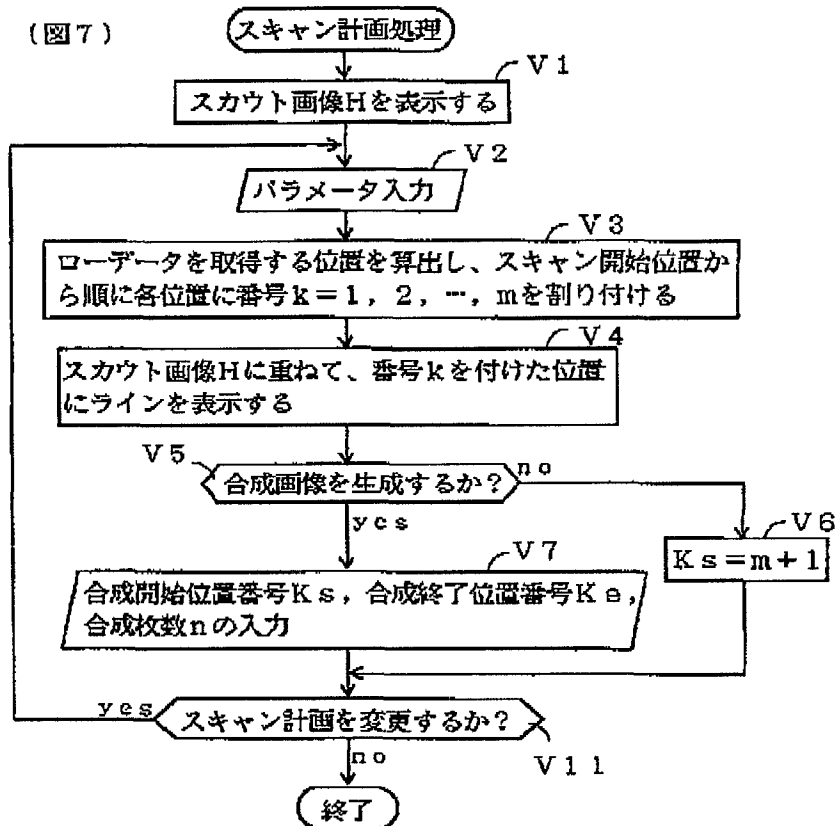 (図7)
スキャン計画処理
V1
スカウト画像Hを表示する
V2
パラメータ入力
V3
ローデータを取得する位置を算出し、スキャン開始位置か
ら順に各位置に番号k=1,2,…,mを割り付ける
V4
スカウト画像Hに重ねて、番号kを付けた位置
にラインを表示する
V5
合成画像を生成するか?
no
yes
V6
Ks=m+1
V7
合成開始位置番号Ks,合成終了位置番号Ke,
合成枚数nの入力
yes
スキャン計画を変更するか?
V11
no
終了